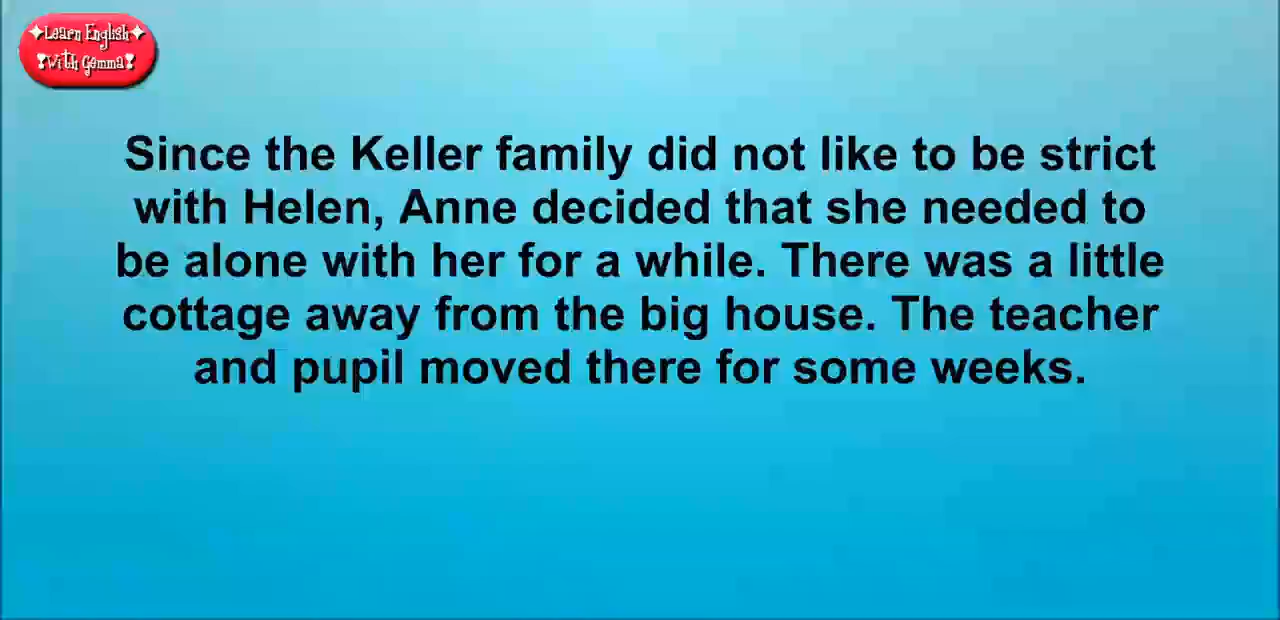 ✦Learn English✦
❣With Gemma❣
Since the Keller family did not like to be strict
with Helen, Anne decided that she needed to
be alone with her for a while. There was a little
cottage away from the big house. The teacher
and pupil moved there for some weeks.